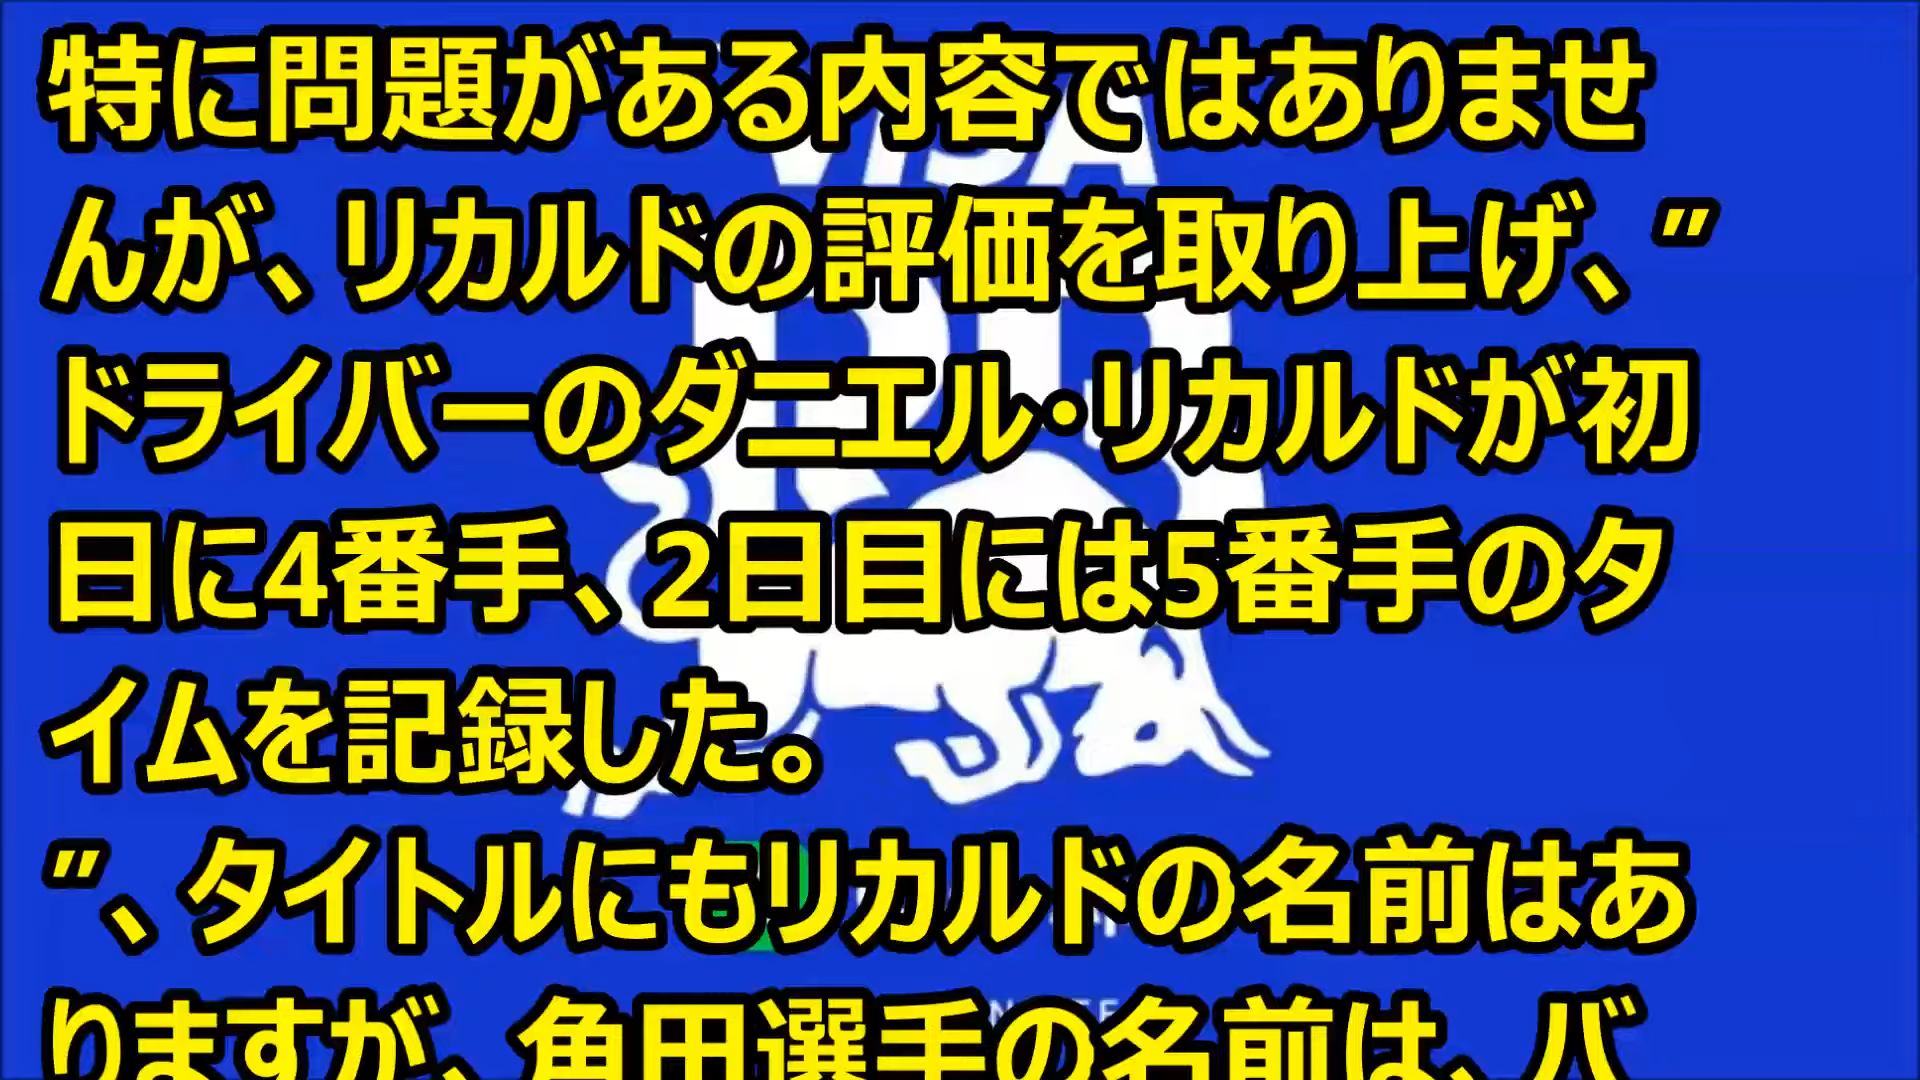 特に問題がある内容ではありませ
んが、リカルドの評価を取り上げ、”
ドライバーのダニエル・リカルドが初
日に4番手、2日目には5番手のタ
イムを記録した。
”、タイトルにもリカルドの名前はあ
りますが、角田選手の名前は、バ
VISA